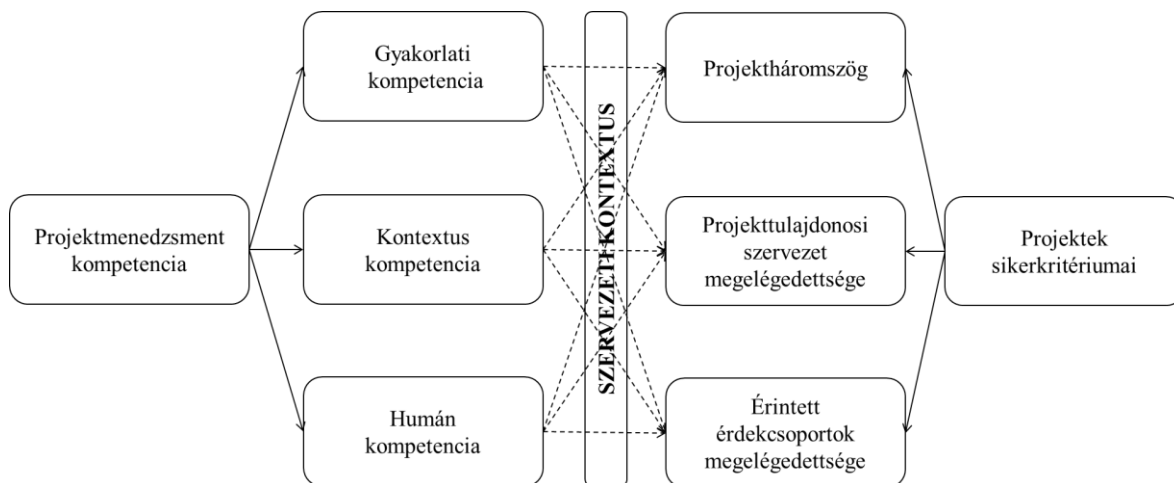 Projektmenedzsment
kompetencia
Gyakorlati
kompetencia
Kontextus
kompetencia
Humán
kompetencia
SZERVEZETI KONTEXTUS
Projektháromszög
Projekttulajdonosi
szervezet
megelégedettsége
Érintett
érdekcsoportok
megelégedettsége
Projektek
sikerkritériumai